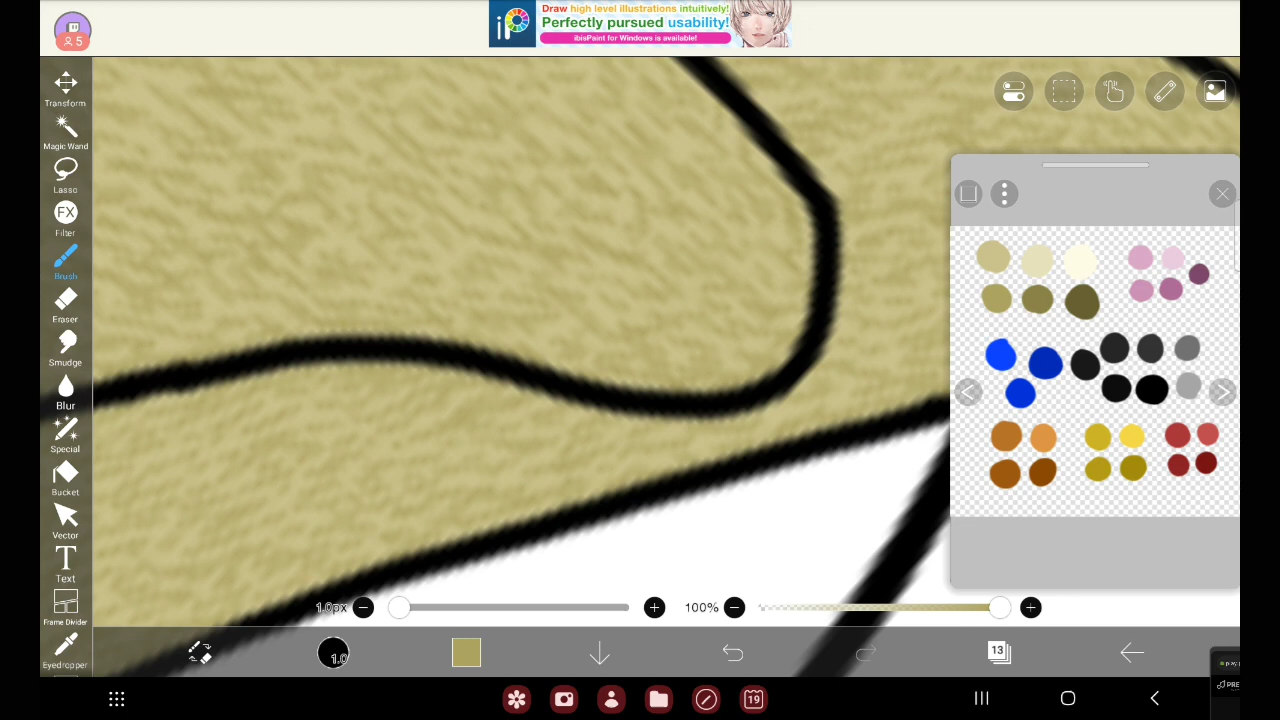 Draw high level illustrations intuitively!
Perfectly pursued usability!
ibisPaint for Windows is available!
5
Transform
Magic Wand
Lasso
FX
Filter
Brush
Eraser
Smudge
Blur
Special
Bucket
Vector
T
Text
Frame Divider
Eyedropper
1.0px
100%
1.0
13
19